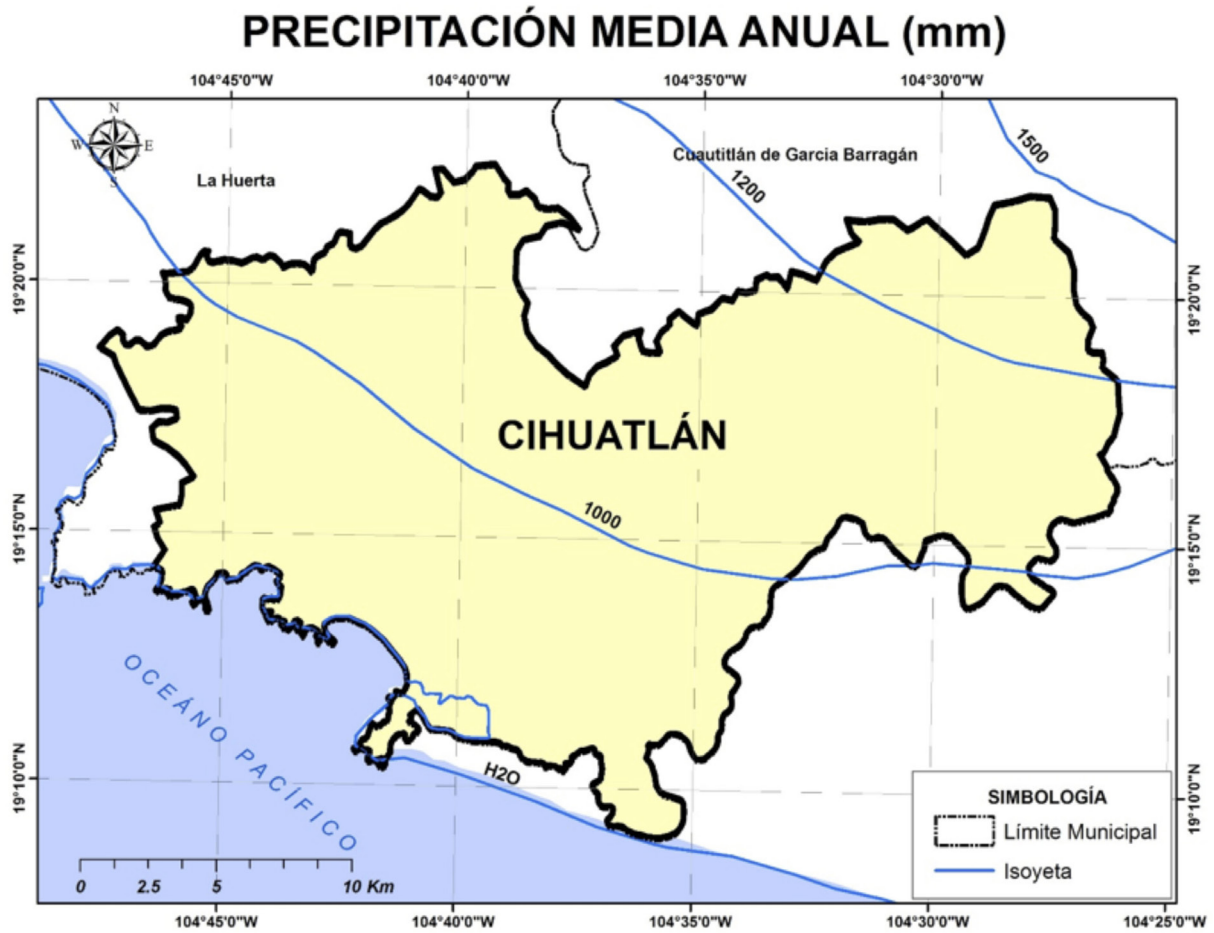 PRECIPITACIÓN MEDIA ANUAL (mm)
104°45'0"W
104°40'0"W
104°35'0"W
104°30'0"W
N
W
E
S
La Huerta
Cuautitlán de Garcia Barragán
1500
1200
19°20'0"N
19°20'0"N
CIHUATLÁN
1000
19°15'0"N
19°15'0"N
OCEÁNO PACÍFICO
H2O
19°10'0"N
19°10'0"N
SIMBOLOGÍA
Límite Municipal
Isoyeta
0 2.5 5 10 Km
104°45'0"W
104°40'0"W
104°35'0"W
104°30'0"W
104°25'0"W